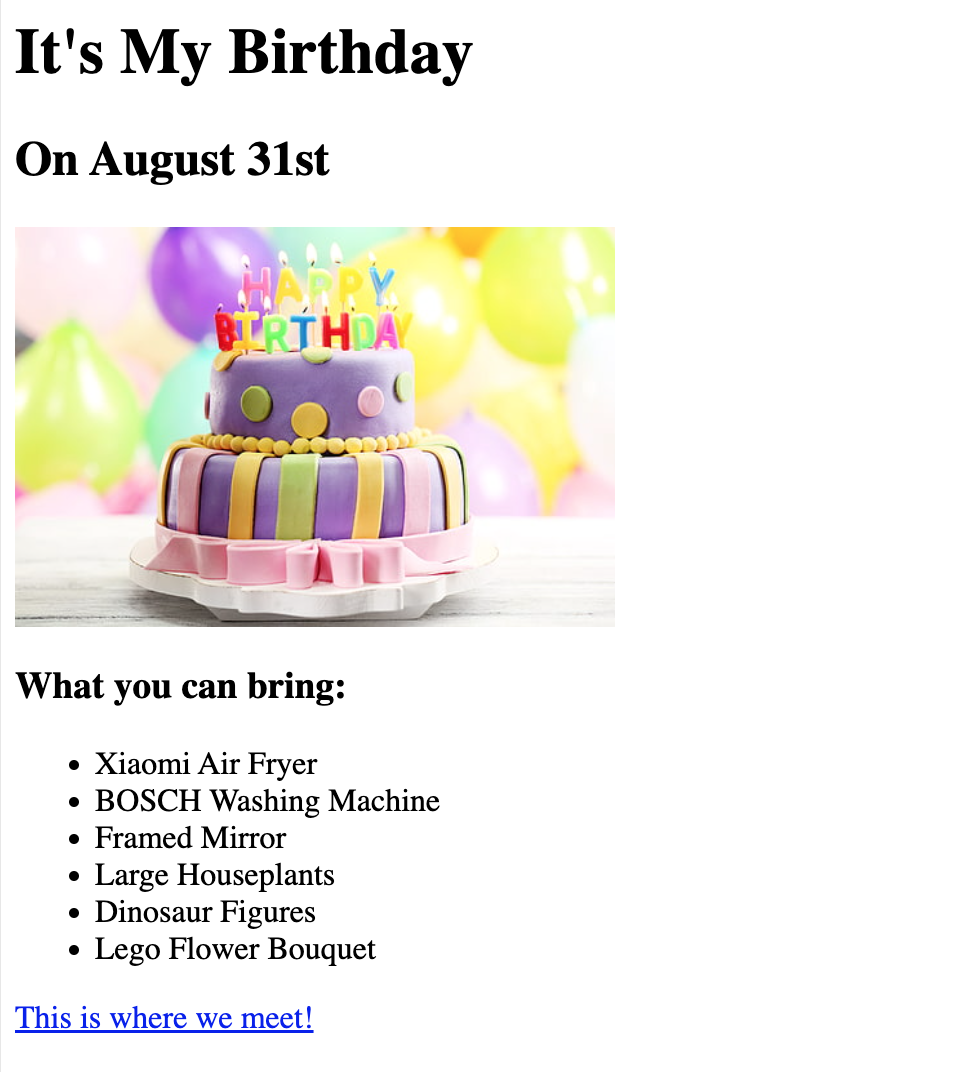 It's My Birthday
On August 31st
HAPPY
BIRTHDAY
What you can bring:
Xiaomi Air Fryer
BOSCH Washing Machine
Framed Mirror
Large Houseplants
Dinosaur Figures
Lego Flower Bouquet
This is where we meet!